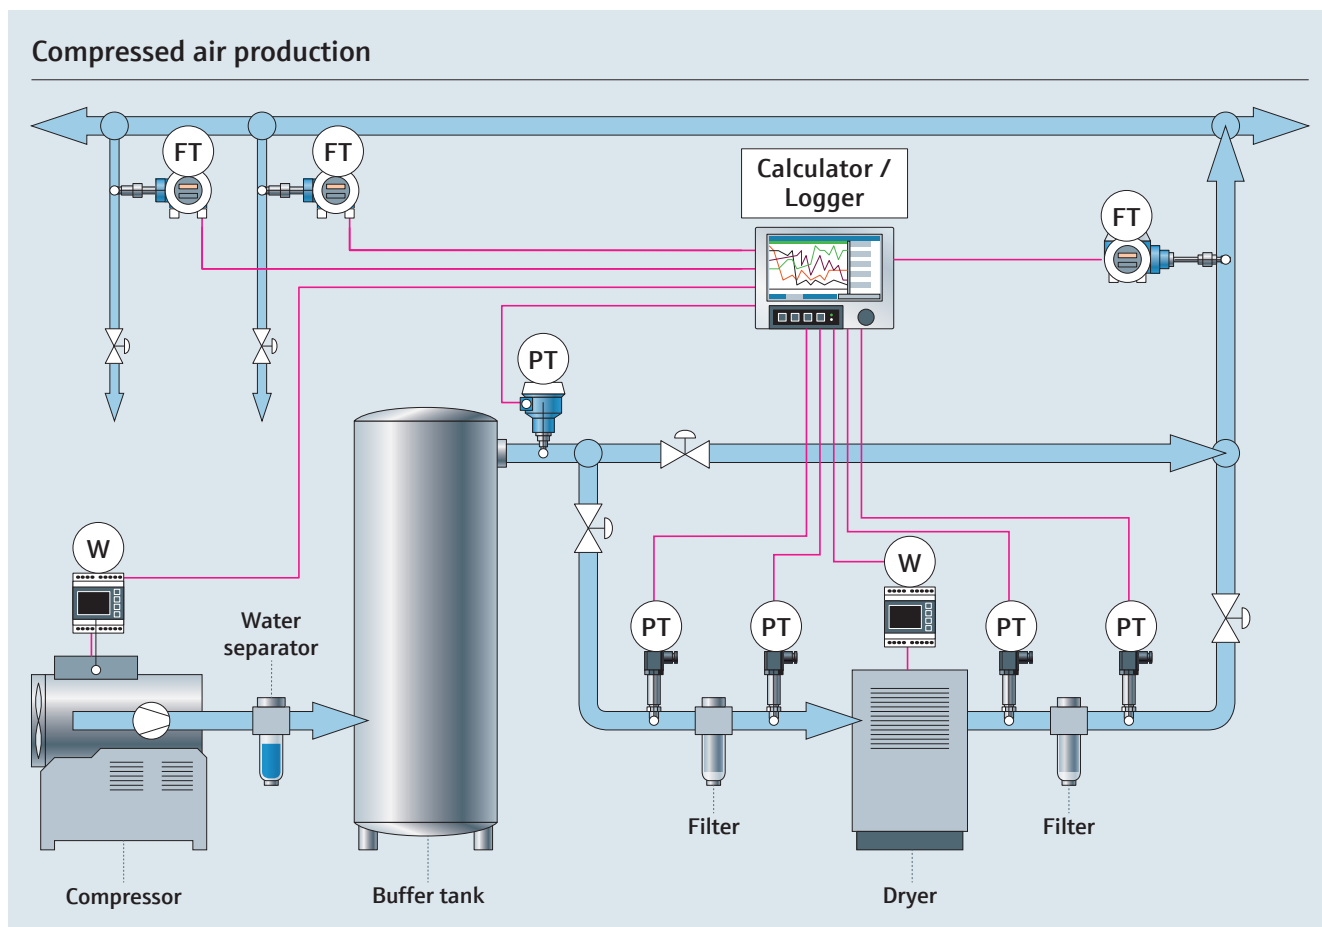 Compressed air production
FT
FT
Calculator /
Logger
FT
PT
W
W
Water
separator
PT
PT
PT
PT
Filter
Filter
Compressor
Buffer tank
Dryer